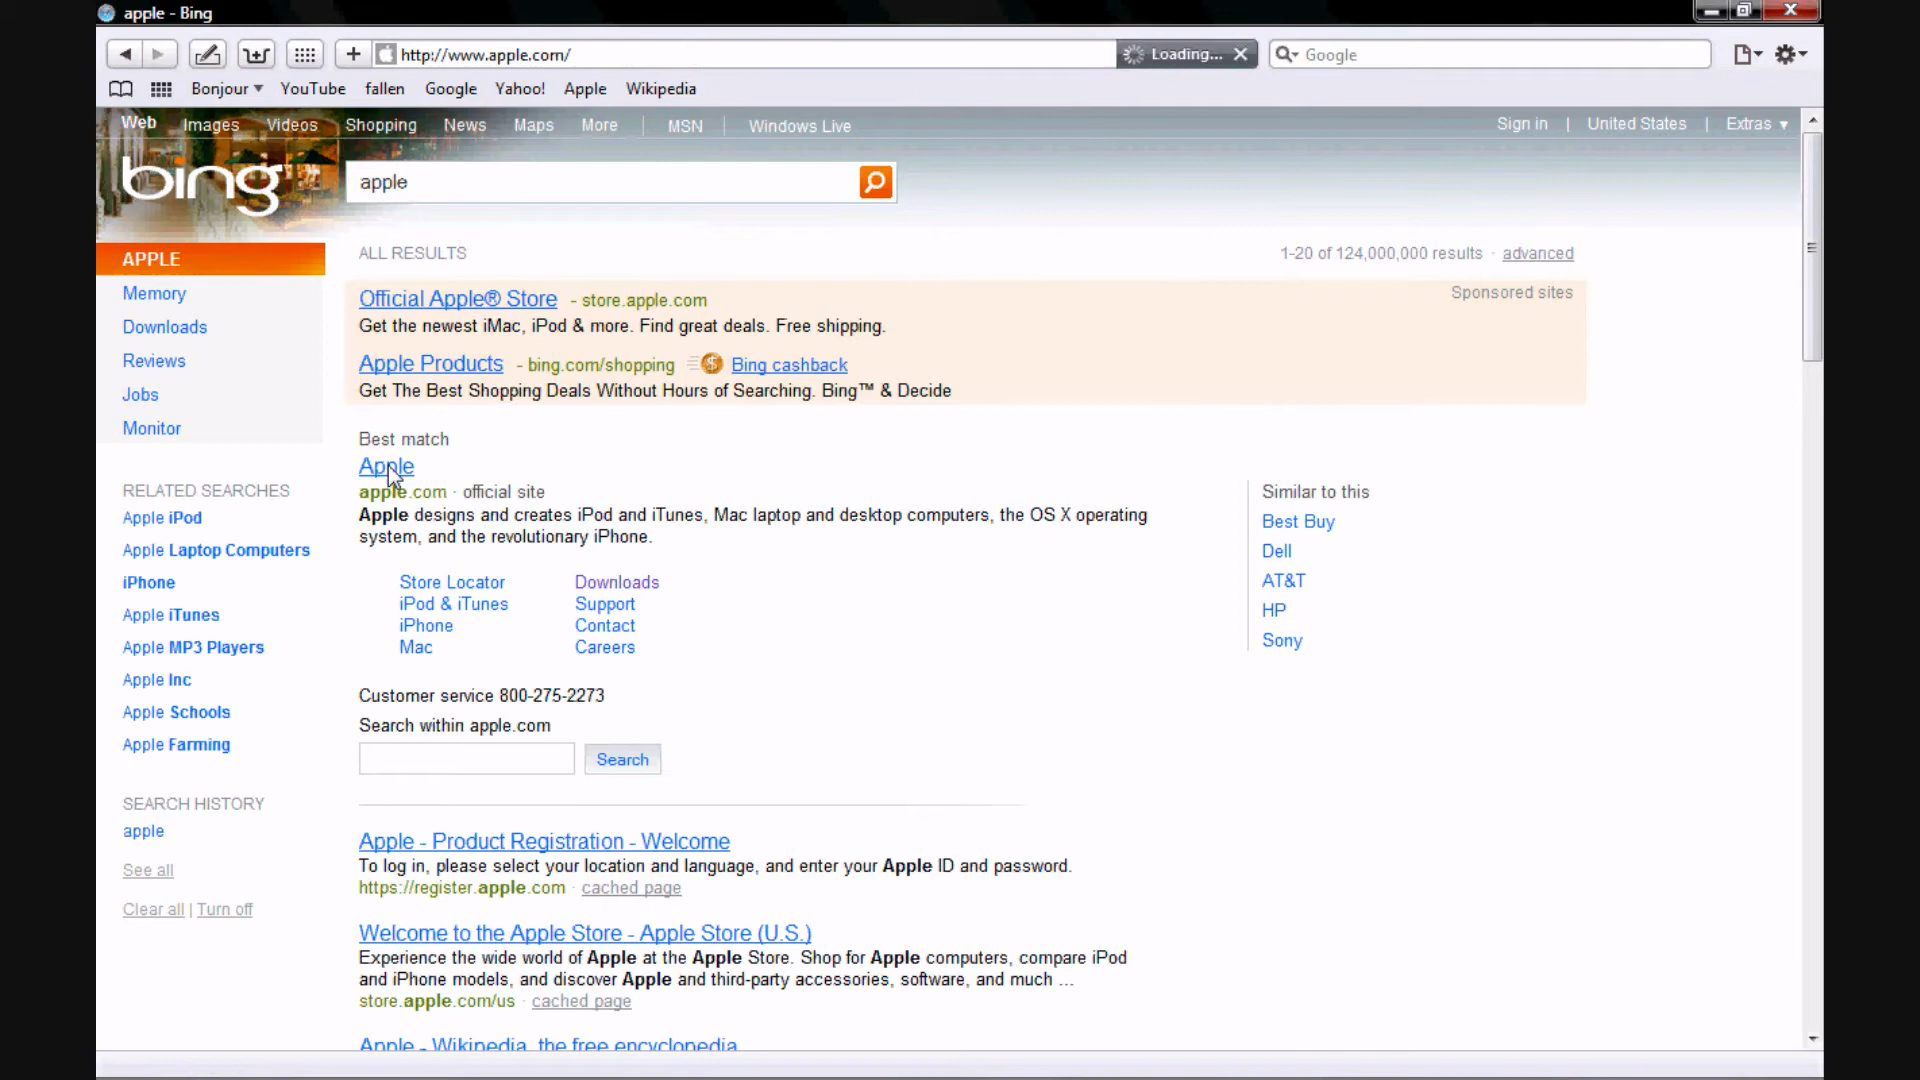 apple - Bing
http://www.apple.com/
Loading...
Google
Bonjour YouTube fallen Google Yahoo! Apple Wikipedia
Web Images Videos Shopping News Maps More | MSN | Windows Live
Sign in | United States | Extras
bing
apple
APPLE
Memory
Downloads
Reviews
Jobs
Monitor
RELATED SEARCHES
Apple iPod
Apple Laptop Computers
iPhone
Apple iTunes
Apple MP3 Players
Apple Inc
Apple Schools
Apple Farming
SEARCH HISTORY
apple
See all
Clear all | Turn off
ALL RESULTS
1-20 of 124,000,000 results · advanced
Official Apple® Store - store.apple.com
Sponsored sites
Get the newest iMac, iPod & more. Find great deals. Free shipping.
Apple Products - bing.com/shopping Bing cashback
Get The Best Shopping Deals Without Hours of Searching. Bing™ & Decide
Best match
Apple
apple.com · official site
Apple designs and creates iPod and iTunes, Mac laptop and desktop computers, the OS X operating
system, and the revolutionary iPhone.
Store Locator Downloads
iPod & iTunes Support
iPhone Contact
Mac Careers
Customer service 800-275-2273
Search within apple.com
Search
Similar to this
Best Buy
Dell
AT&T
HP
Sony
Apple - Product Registration - Welcome
To log in, please select your location and language, and enter your Apple ID and password.
https://register.apple.com · cached page
Welcome to the Apple Store - Apple Store (U.S.)
Experience the wide world of Apple at the Apple Store. Shop for Apple computers, compare iPod
and iPhone models, and discover Apple and third-party accessories, software, and much ...
store.apple.com/us · cached page
Apple - Wikipedia, the free encyclopedia